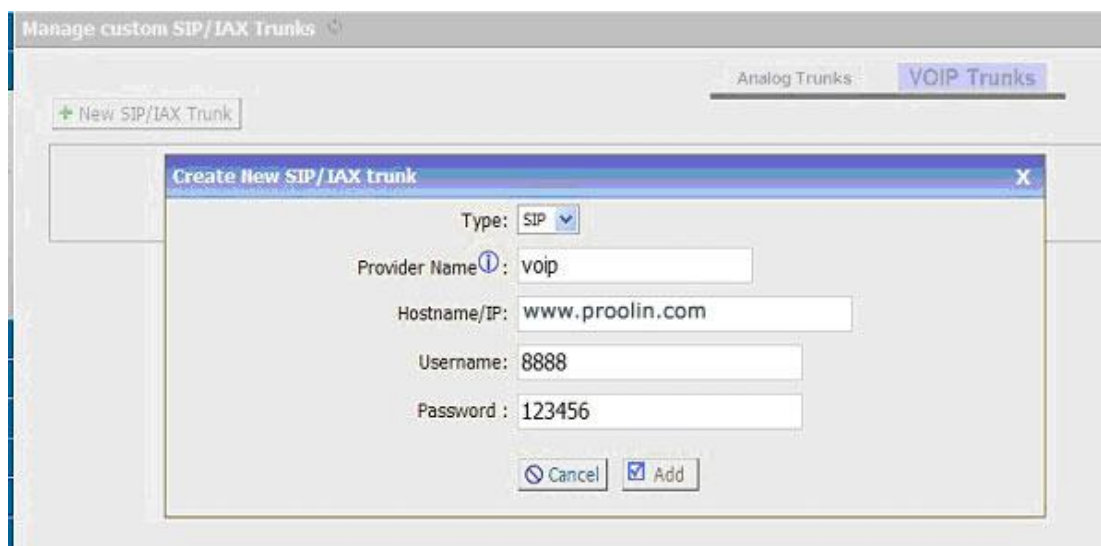 Manage custom SIP/IAX Trunks
Analog Trunks VOIP Trunks
+ New SIP/IAX Trunk
Create New SIP/IAX trunk X
Type: SIP
Provider Name i : voip
Hostname/IP: www.proolin.com
Username: 8888
Password : 123456
Cancel Add